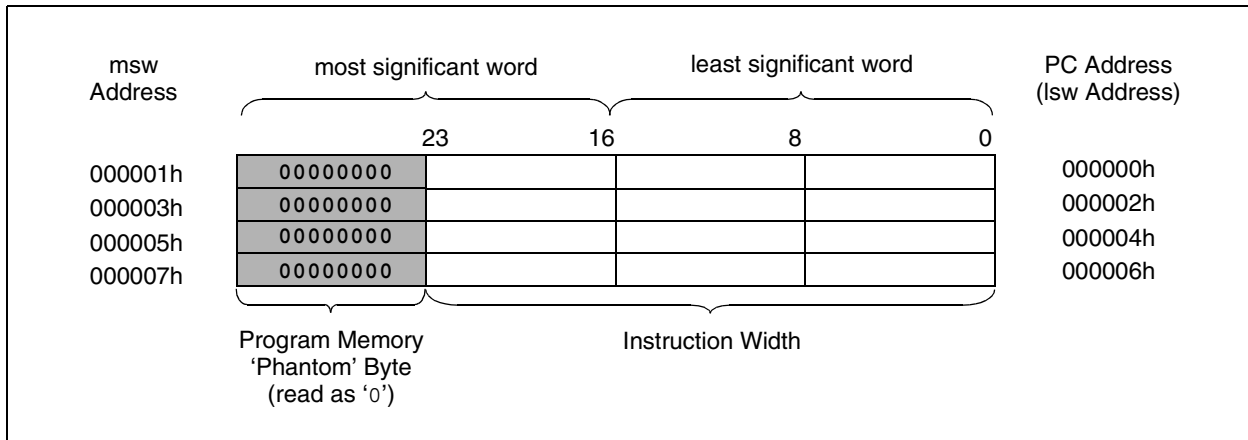 msw
Address
most significant word
least significant word
PC Address
(lsw Address)
23 16 8 0
000001h 00000000 000000h
000003h 00000000 000002h
000005h 00000000 000004h
000007h 00000000 000006h
Program Memory
‘Phantom’ Byte
(read as ‘0’)
Instruction Width